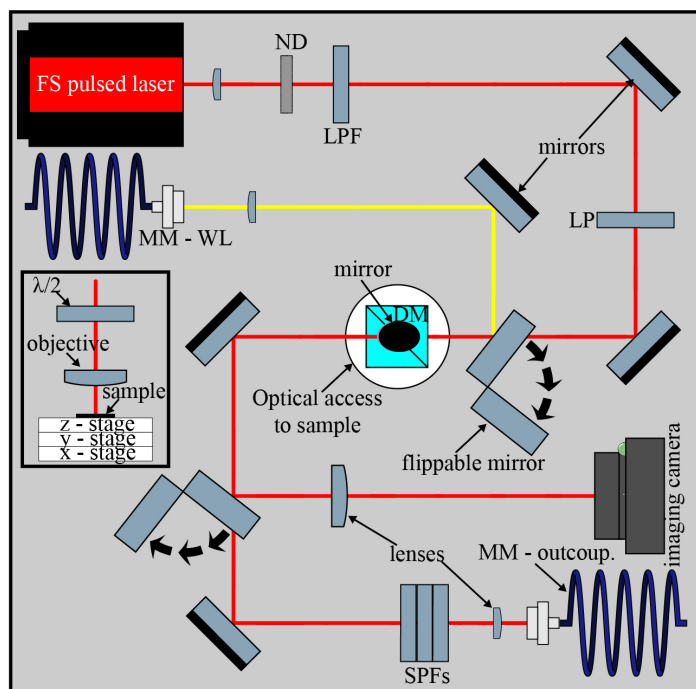 FS pulsed laser
ND
LPF
mirrors
MM - WL
LP
λ/2
objective
sample
z - stage
y - stage
x - stage
mirror
DM
Optical access
to sample
flippable mirror
imaging camera
lenses
MM - outcoup.
SPFs